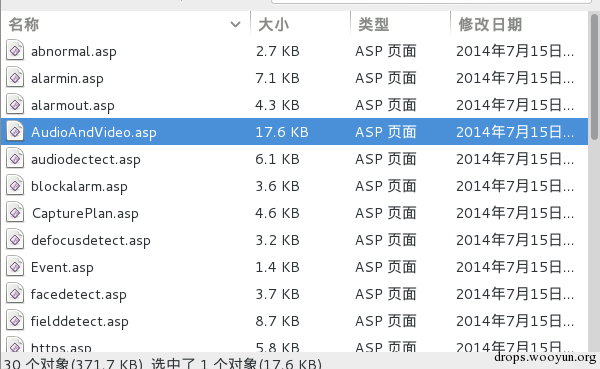 名称 大小 类型 修改日期
abnormal.asp 2.7 KB ASP 页面 2014年7月15日...
alarmin.asp 7.1 KB ASP 页面 2014年7月15日...
alarmout.asp 4.3 KB ASP 页面 2014年7月15日...
AudioAndVideo.asp 17.6 KB ASP 页面 2014年7月15日...
audiodectect.asp 6.1 KB ASP 页面 2014年7月15日...
blockalarm.asp 3.6 KB ASP 页面 2014年7月15日...
CapturePlan.asp 4.6 KB ASP 页面 2014年7月15日...
defocusdetect.asp 3.2 KB ASP 页面 2014年7月15日...
Event.asp 1.4 KB ASP 页面 2014年7月15日...
facedetect.asp 3.7 KB ASP 页面 2014年7月15日...
fielddetect.asp 8.7 KB ASP 页面 2014年7月15日...
https.asp 5.8 KB ASP 页面 2014年7月15日...
30 个对象(371.7 KB) 选中了 1 个对象(17.6 KB)
drops.wooyun.org